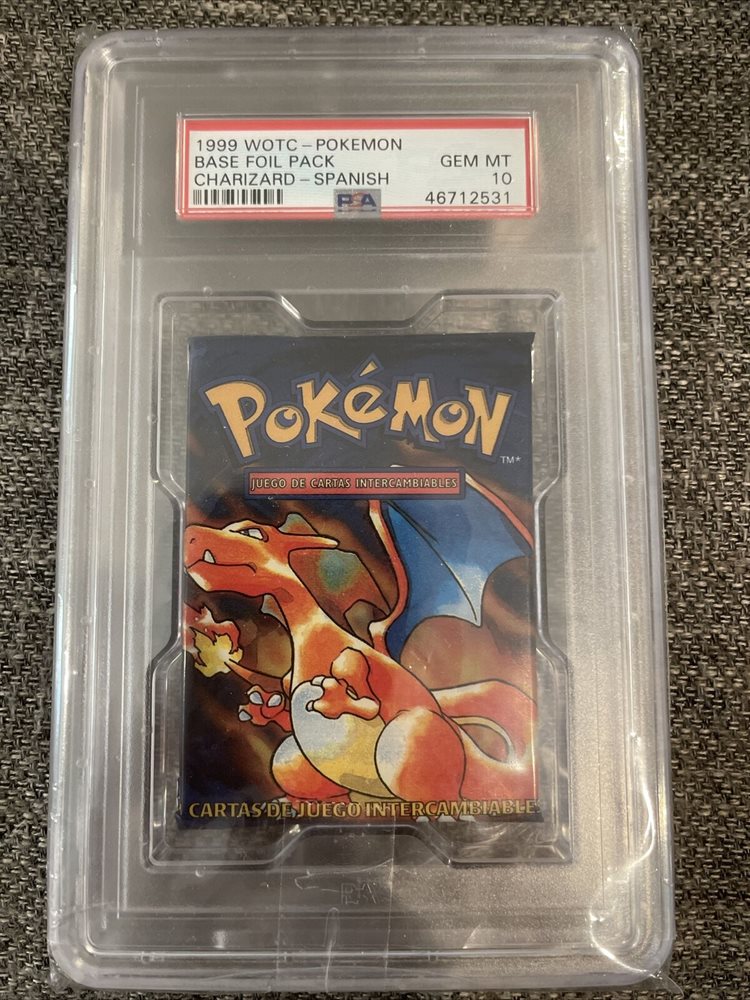 1999 WOTC - POKEMON
BASE FOIL PACK GEM MT
CHARIZARD - SPANISH 10
PSA 46712531
POKéMON
TM*
JUEGO DE CARTAS INTERCAMBIABLES
CARTAS DE JUEGO INTERCAMBIABLE
PSA